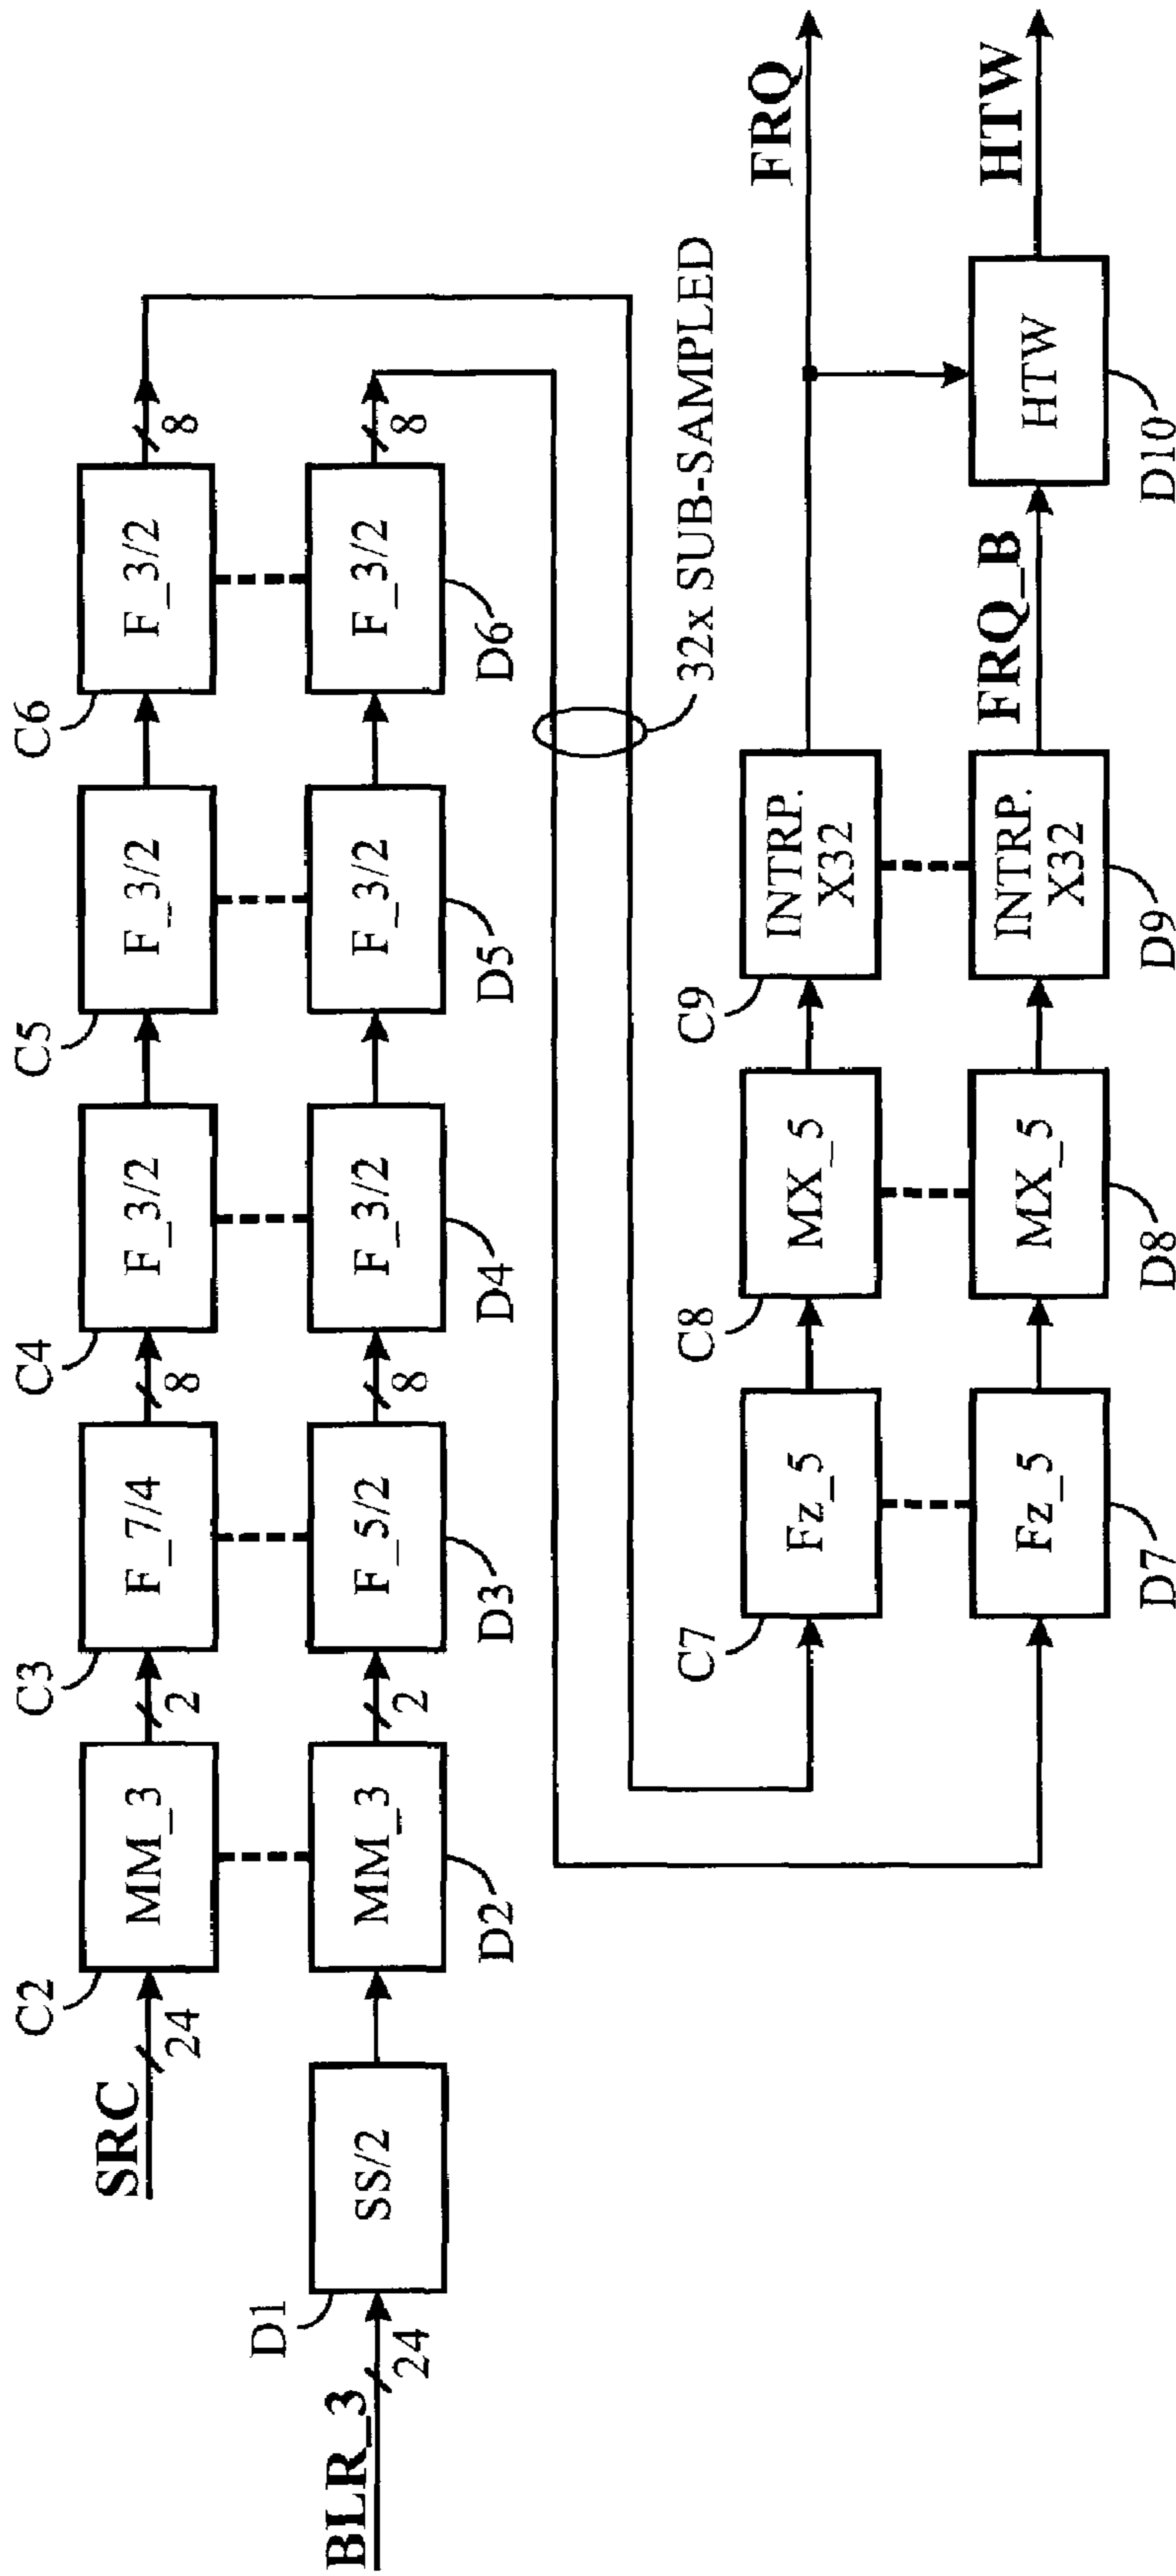 SRC
24
C2
MM_3
2
C3
F_7/4
8
C4
F_3/2
C5
F_3/2
C6
F_3/2
8
BLR_3
24
D1
SS/2
D2
MM_3
2
D3
F_5/2
8
D4
F_3/2
D5
F_3/2
D6
F_3/2
8
32x SUB-SAMPLED
C7
Fz_5
C8
MX_5
C9
INTRP.
X32
FRQ
D7
Fz_5
D8
MX_5
D9
INTRP.
X32
FRQ_B
D10
HTW
HTW